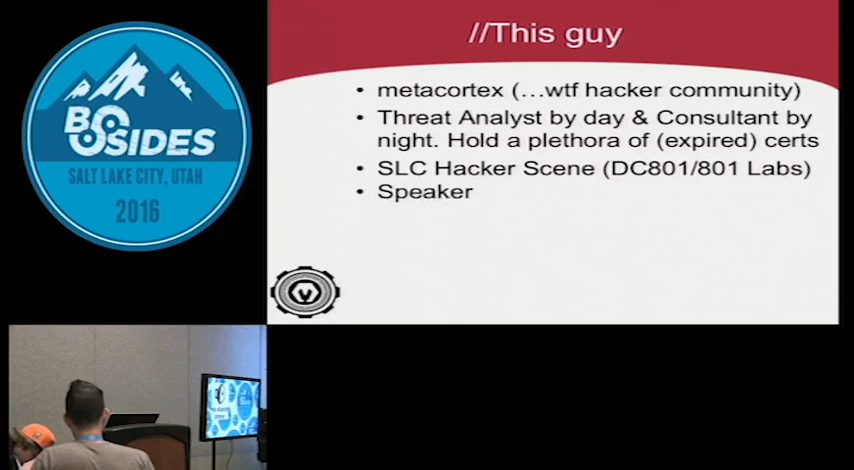 BSIDES
SALT LAKE CITY, UTAH
2016
//This guy
• metacortex (…wtf hacker community)
• Threat Analyst by day & Consultant by
night. Hold a plethora of (expired) certs
• SLC Hacker Scene (DC801/801 Labs)
• Speaker